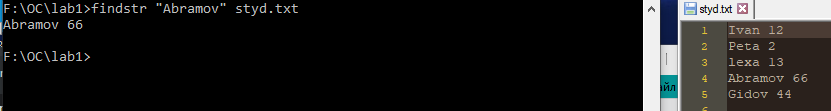 F:\OC\lab1>findstr "Abramov" styd.txt
Abramov 66
F:\OC\lab1>
styd.txt
1 Ivan 12
2 Peta 2
3 lexa 13
4 Abramov 66
5 Gidov 44